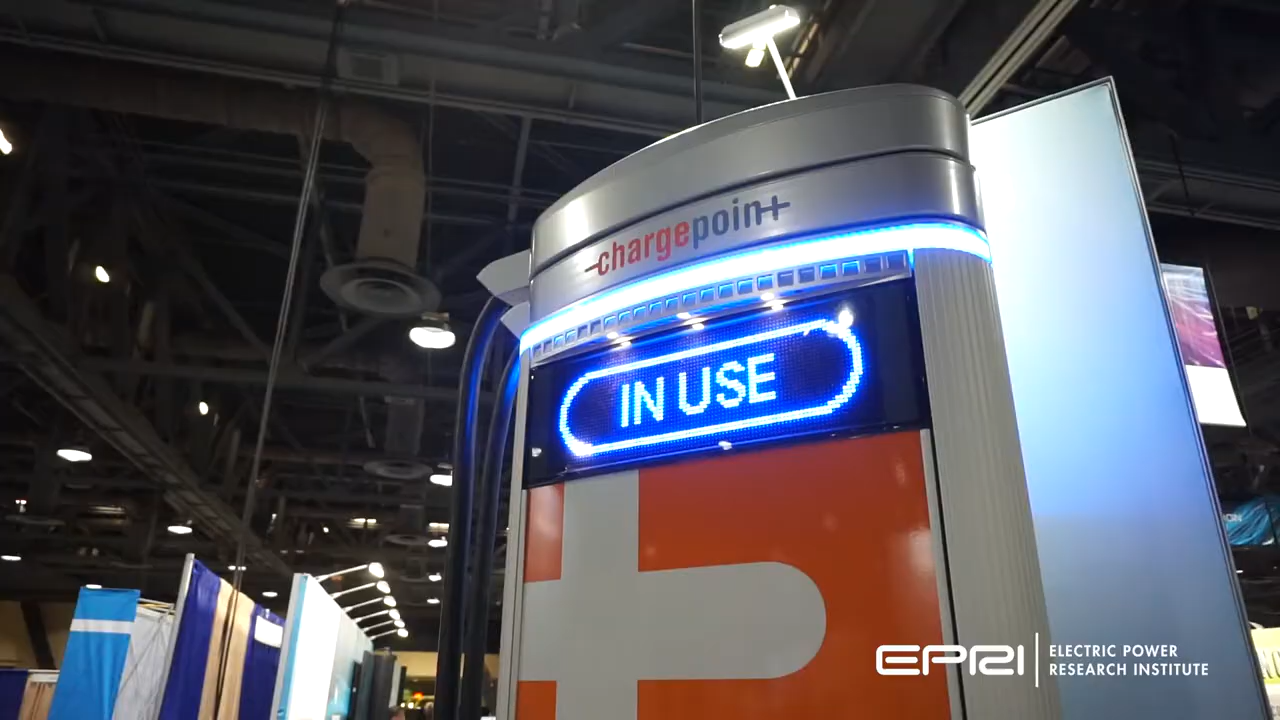 chargepoin+
IN USE
EPRI
ELECTRIC POWER
RESEARCH INSTITUTE